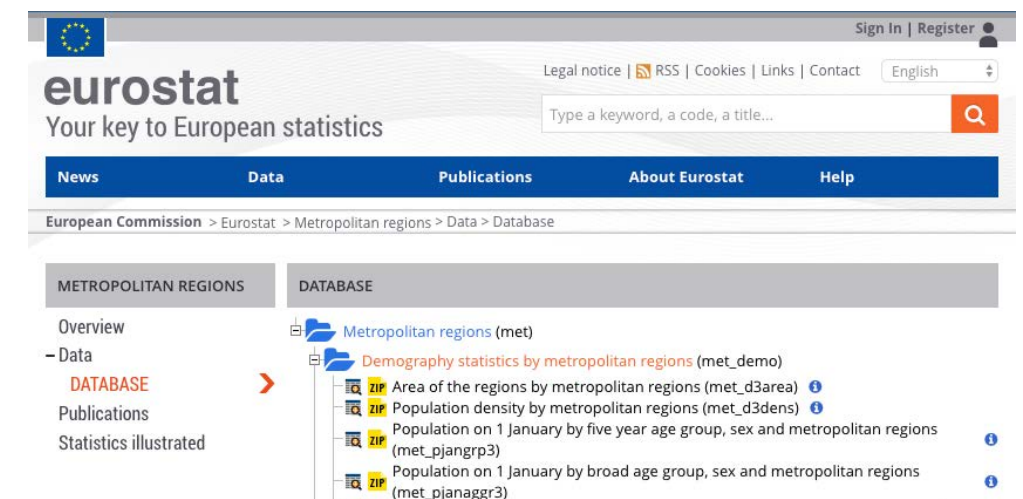 Sign In | Register
Legal notice | RSS | Cookies | Links | Contact English
eurostat
Your key to European statistics
Type a keyword, a code, a title...
News Data Publications About Eurostat Help
European Commission > Eurostat > Metropolitan regions > Data > Database
METROPOLITAN REGIONS
Overview
– Data
DATABASE
Publications
Statistics illustrated
DATABASE
Metropolitan regions (met)
Demography statistics by metropolitan regions (met_demo)
ZIP Area of the regions by metropolitan regions (met_d3area)
ZIP Population density by metropolitan regions (met_d3dens)
ZIP Population on 1 January by five year age group, sex and metropolitan regions
(met_pjangrp3)
ZIP Population on 1 January by broad age group, sex and metropolitan regions
(met_pjanaggr3)